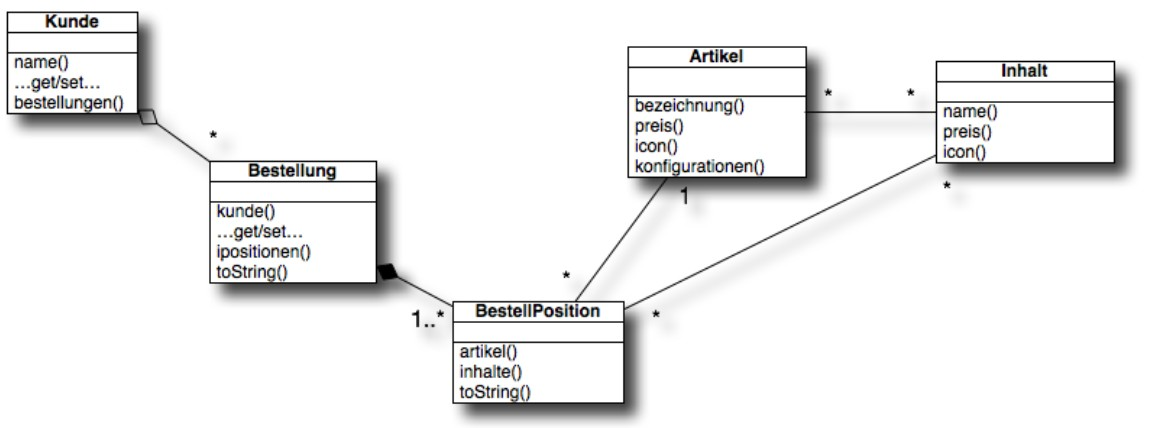 Kunde
name()
...get/set...
bestellungen()
*
Bestellung
kunde()
...get/set...
ipositionen()
toString()
1..*
BestellPosition
artikel()
inhalte()
toString()
*
*
Artikel
bezeichnung()
preis()
icon()
konfigurationen()
1
*
*
Inhalt
name()
preis()
icon()
*